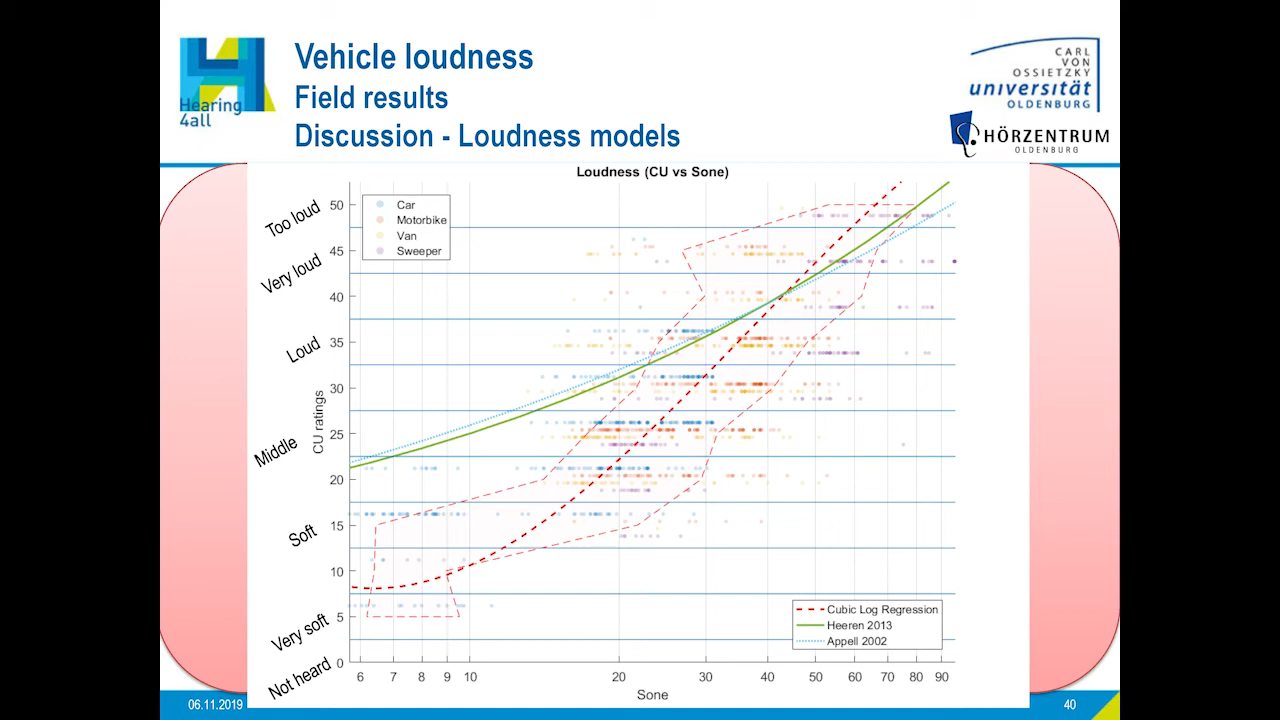 Hearing
4all
Vehicle loudness
Field results
Discussion - Loudness models
CARL
VON
OSSIETZKY
universität
OLDENBURG
HÖRZENTRUM
OLDENBURG
Loudness (CU vs Sone)
Car
Motorbike
Van
Sweeper
Too loud
Very loud
Loud
Middle
Soft
Very soft
Not heard
CU ratings
50
45
40
35
30
25
20
15
10
5
0
Cubic Log Regression
Heeren 2013
Appell 2002
6 7 8 9 10 20 30 40 50 60 70 80 90
Sone
06.11.2019
40